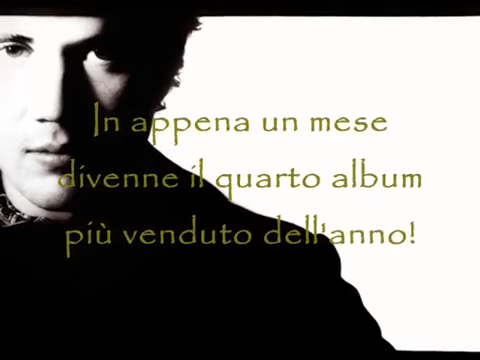 In appena un mese
divenne il quarto album
più venduto dell'anno!